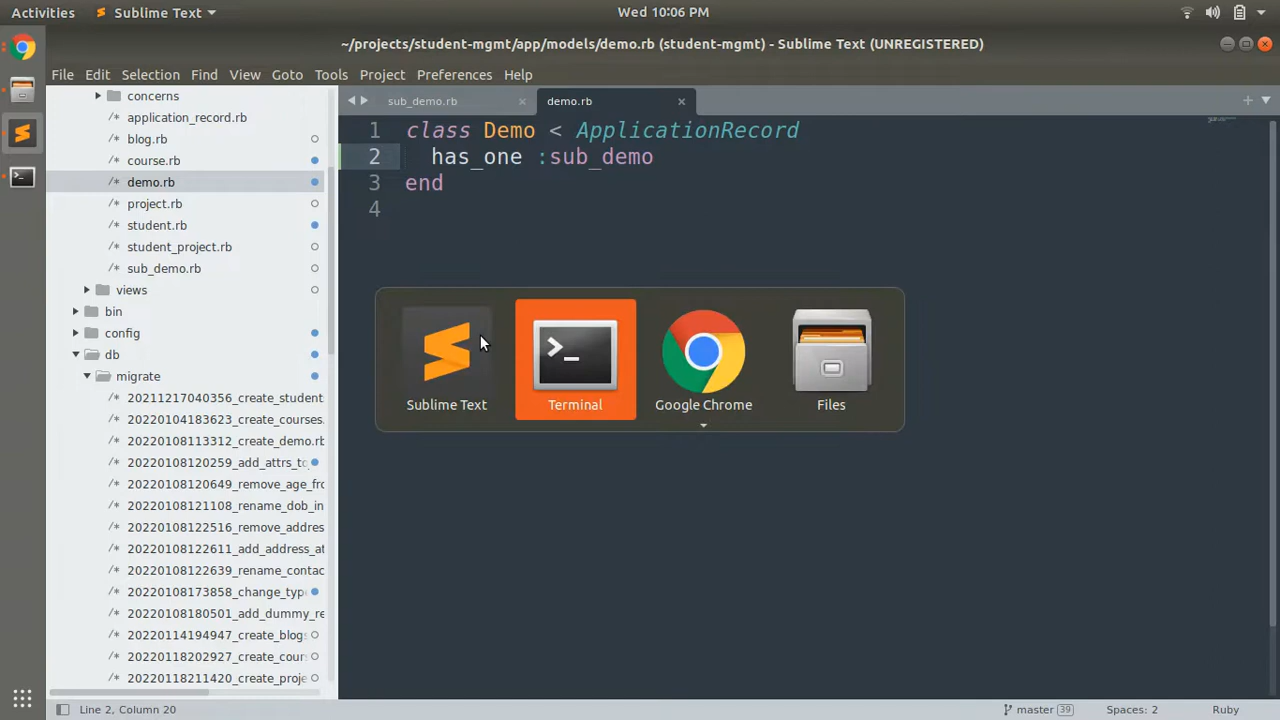 Activities
Sublime Text
Wed 10:06 PM
~/projects/student-mgmt/app/models/demo.rb (student-mgmt) - Sublime Text (UNREGISTERED)
File Edit Selection Find View Goto Tools Project Preferences Help
concerns
application_record.rb
blog.rb
course.rb
demo.rb
project.rb
student.rb
student_project.rb
sub_demo.rb
views
bin
config
db
migrate
20211217040356_create_student
20220104183623_create_courses.
20220108113312_create_demo.rb
20220108120259_add_attrs_to
20220108120649_remove_age_fro
20220108121108_rename_dob_in
20220108122516_remove_addres
20220108122611_add_address_at
20220108122639_rename_contac
20220108173858_change_type
20220108180501_add_dummy_re
20220114194947_create_blogs
20220118202927_create_cour
20220118211420_create_proje
sub_demo.rb
demo.rb
1 class Demo < ApplicationRecord
2 has_one :sub_demo
3 end
4
Sublime Text
Terminal
Google Chrome
Files
Line 2, Column 20
master 39
Spaces: 2
Ruby